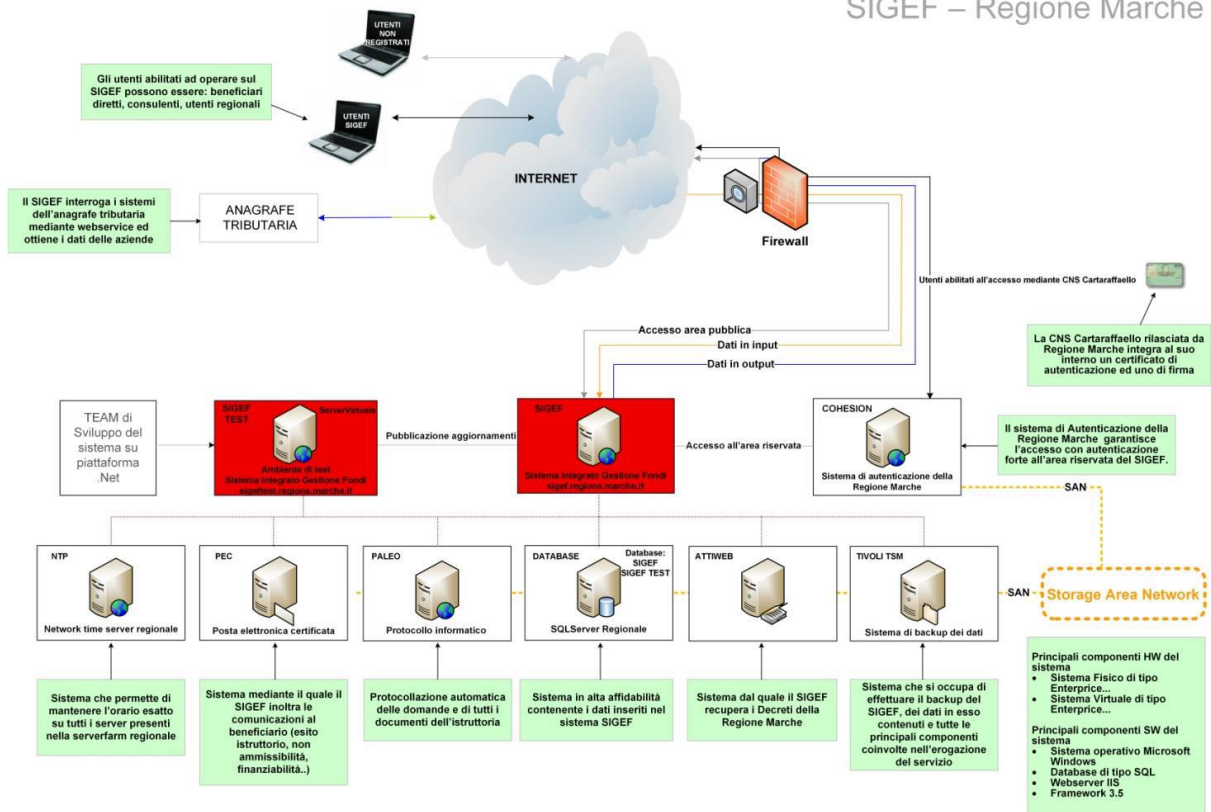 SIGEF – Regione Marche
UTENTI
NON
REGISTRATI
Gli utenti abilitati ad operare sul
SIGEF possono essere: beneficiari
diretti, consulenti, utenti regionali
UTENTI
SIGEF
INTERNET
Il SIGEF interroga i sistemi
dell'anagrafe tributaria
mediante webservice ed
ottiene i dati delle aziende
ANAGRAFE
TRIBUTARIA
Firewall
Utenti abilitati all'accesso mediante CNS Cartaraffaello
La CNS Cartaraffaello rilasciata da
Regione Marche integra al suo
interno un certificato di
autenticazione ed uno di firma
Accesso area pubblica
Dati in input
Dati in output
TEAM di
Sviluppo del
sistema su
piattaforma
.Net
SIGEF
TEST
ServerVirtuale
Ambiente di test
Sistema Integrato Gestione Fondi
sigeftest.regione.marche.it
Pubblicazione aggiornamenti
SIGEF
Sistema Integrato Gestione Fondi
sigef.regione.marche.it
Accesso all'area riservata
COHESION
Sistema di autenticazione della
Regione Marche
Il sistema di Autenticazione della
Regione Marche garantisce
l'accesso con autenticazione
forte all'area riservata del SIGEF.
SAN
NTP
Network time server regionale
PEC
Posta elettronica certificata
PALEO
Protocollo informatico
DATABASE
Database:
SIGEF
SIGEF TEST
SQLServer Regionale
ATTIWEB
TIVOLI TSM
Sistema di backup dei dati
SAN
Storage Area Network
Sistema che permette di
mantenere l'orario esatto
su tutti i server presenti
nella serverfarm regionale
Sistema mediante il quale il
SIGEF inoltra le
comunicazioni al
beneficiario (esito
istruttorio, non
ammissibilità,
finanziabilità..)
Protocollazione automatica
delle domande e di tutti i
documenti dell'istruttoria
Sistema in alta affidabilità
contenente i dati inseriti nel
sistema SIGEF
Sistema dal quale il SIGEF
recupera i Decreti della
Regione Marche
Sistema che si occupa di
effettuare il backup del
SIGEF, dei dati in esso
contenuti e tutte le
principali componenti
coinvolte nell'erogazione
del servizio
Principali componenti HW del
sistema
• Sistema Fisico di tipo
Enterprice...
• Sistema Virtuale di tipo
Enterprice...
Principali componenti SW del
sistema
• Sistema operativo Microsoft
Windows
• Database di tipo SQL
• Webserver IIS
• Framework 3.5